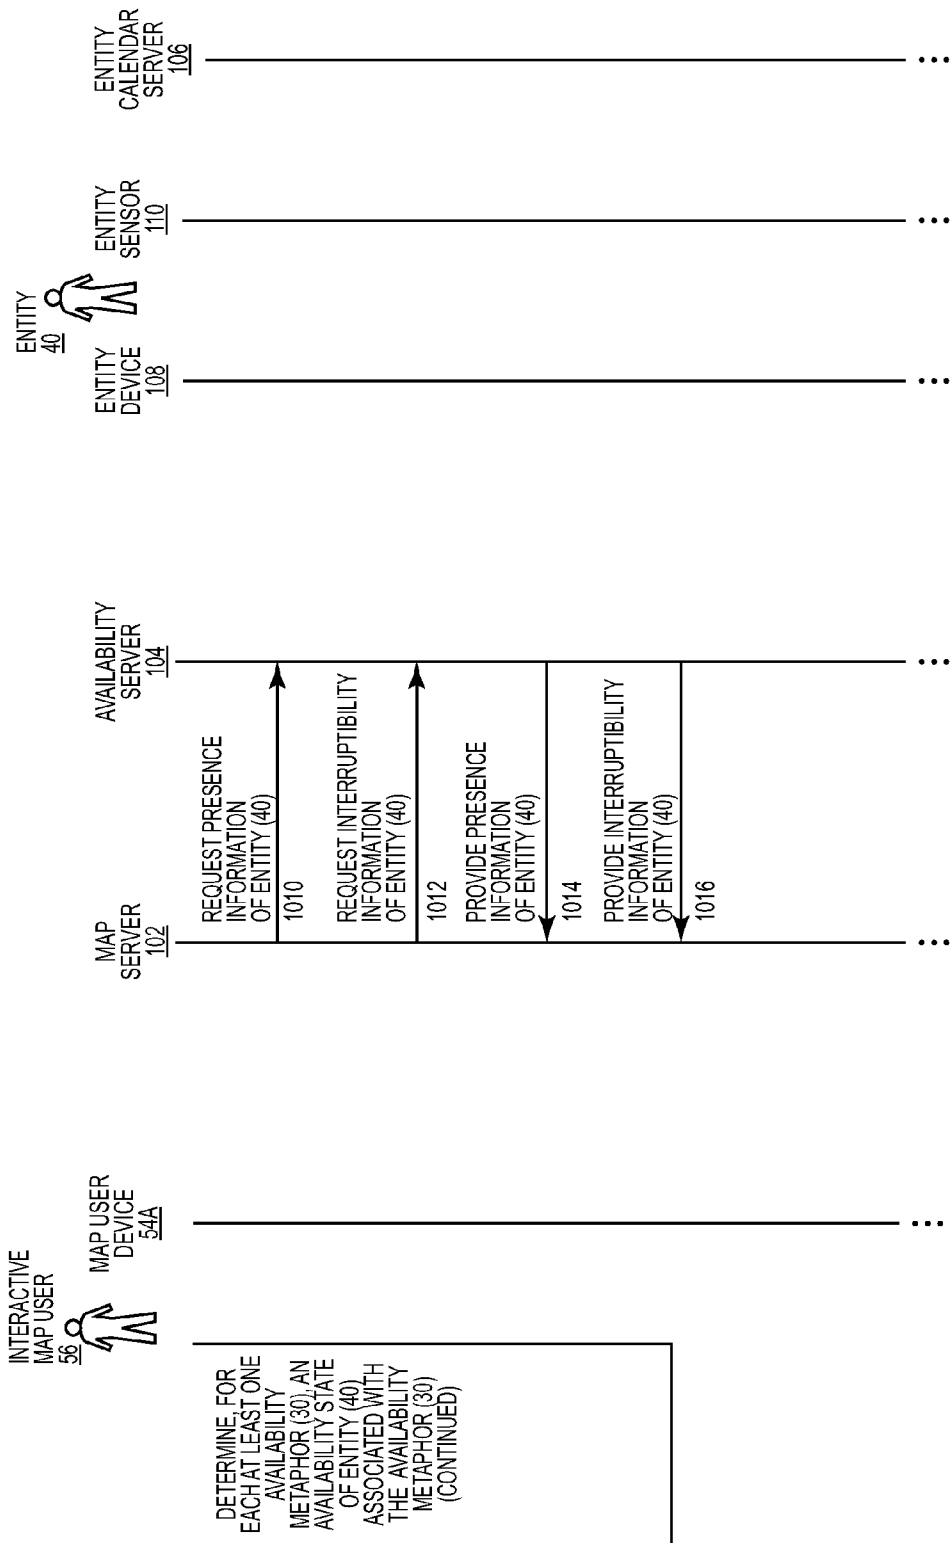 INTERACTIVE
MAP USER
56
MAP USER
DEVICE
54A
MAP
SERVER
102
AVAILABILITY
SERVER
104
ENTITY
40
ENTITY
DEVICE
108
ENTITY
SENSOR
110
ENTITY
CALENDAR
SERVER
106
DETERMINE, FOR
EACH AT LEAST ONE
AVAILABILITY
METAPHOR (30), AN
AVAILABILITY STATE
OF ENTITY (40)
ASSOCIATED WITH
THE AVAILABILITY
METAPHOR (30)
(CONTINUED)
REQUEST PRESENCE
INFORMATION
OF ENTITY (40)
1010
REQUEST INTERRUPTIBILITY
INFORMATION
OF ENTITY (40)
1012
PROVIDE PRESENCE
INFORMATION
OF ENTITY (40)
1014
PROVIDE INTERRUPTIBILITY
INFORMATION
OF ENTITY (40)
1016